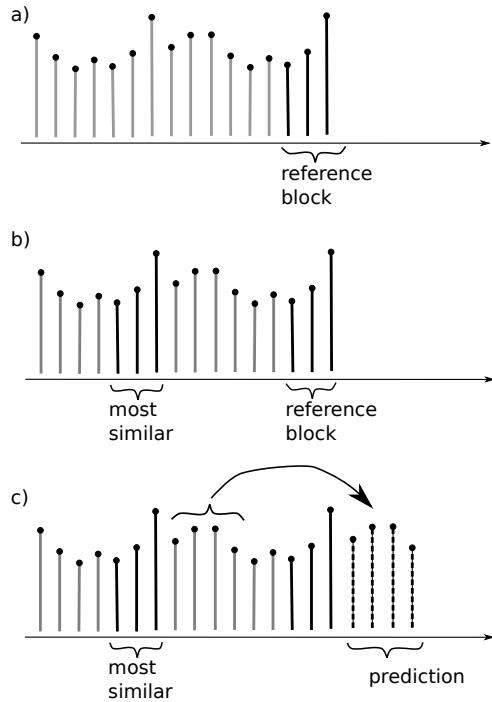 a)
reference
block
b)
most
similar
reference
block
c)
most
similar
prediction